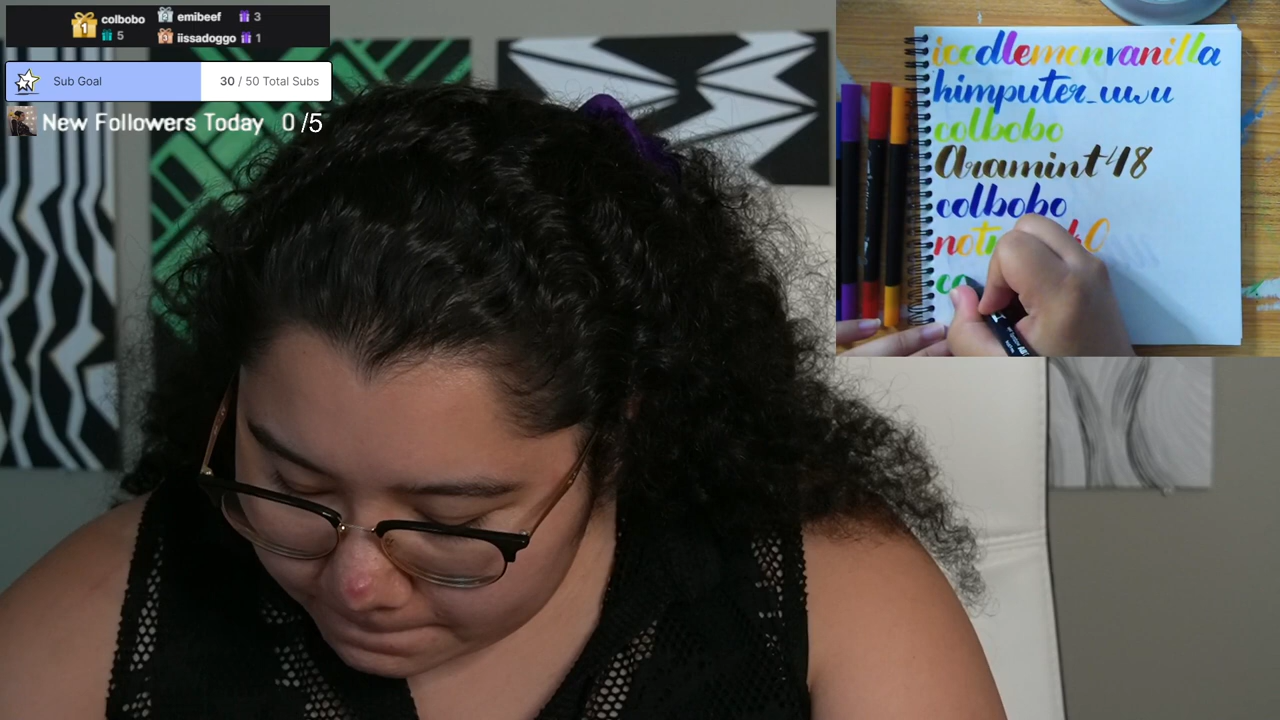 colbobo
5
emibeef 3
iissadoggo 1
Sub Goal 30 / 50 Total Subs
New Followers Today 0 /5
icedlemonvanilla
himputer_uwu
colbobo
Aramint48
colbobo
co